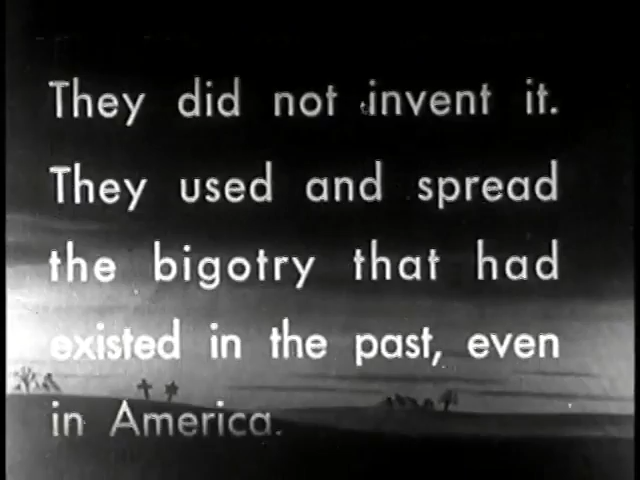 They did not invent it.
They used and spread
the bigotry that had
existed in the past, even
in America.